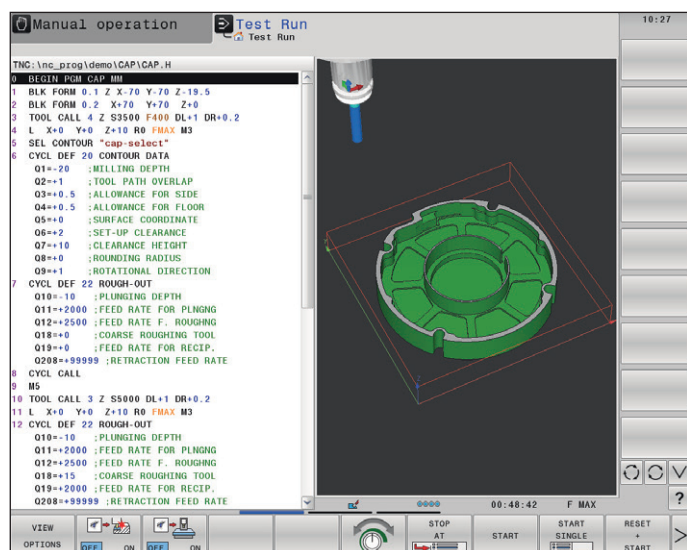 Manual operation
Test Run
Test Run
10:27
TNC:\nc_prog\demo\CAP\CAP.H
0 BEGIN PGM CAP MM
1 BLK FORM 0.1 Z X-70 Y-70 Z-19.5
2 BLK FORM 0.2 X+70 Y+70 Z+0
3 TOOL CALL 4 Z S3500 F400 DL+1 DR+0.2
4 L X+0 Y+0 Z+10 R0 FMAX M3
5 SEL CONTOUR "cap-select"
6 CYCL DEF 20 CONTOUR DATA
Q1=-20 ;MILLING DEPTH
Q2=+1 ;TOOL PATH OVERLAP
Q3=+0.5 ;ALLOWANCE FOR SIDE
Q4=+0.5 ;ALLOWANCE FOR FLOOR
Q5=+0 ;SURFACE COORDINATE
Q6=+2 ;SET-UP CLEARANCE
Q7=+10 ;CLEARANCE HEIGHT
Q8=+0 ;ROUNDING RADIUS
Q9=+1 ;ROTATIONAL DIRECTION
7 CYCL DEF 22 ROUGH-OUT
Q10=-10 ;PLUNGING DEPTH
Q11=+2000 ;FEED RATE FOR PLNGNG
Q12=+2500 ;FEED RATE F. ROUGHNG
Q18=+0 ;COARSE ROUGHING TOOL
Q19=+0 ;FEED RATE FOR RECIP.
Q208=+99999 ;RETRACTION FEED RATE
8 CYCL CALL
9 M5
10 TOOL CALL 3 Z S5000 DL+1 DR+0.2
11 L X+0 Y+0 Z+10 R0 FMAX M3
12 CYCL DEF 22 ROUGH-OUT
Q10=-10 ;PLUNGING DEPTH
Q11=+2000 ;FEED RATE FOR PLNGNG
Q12=+2500 ;FEED RATE F. ROUGHNG
Q18=+15 ;COARSE ROUGHING TOOL
Q19=+2000 ;FEED RATE FOR RECIP.
Q208=+99999 ;RETRACTION FEED RATE
00:48:42 F MAX
?
VIEW OPTIONS
OFF ON
OFF ON
STOP AT
START
START SINGLE
RESET + START